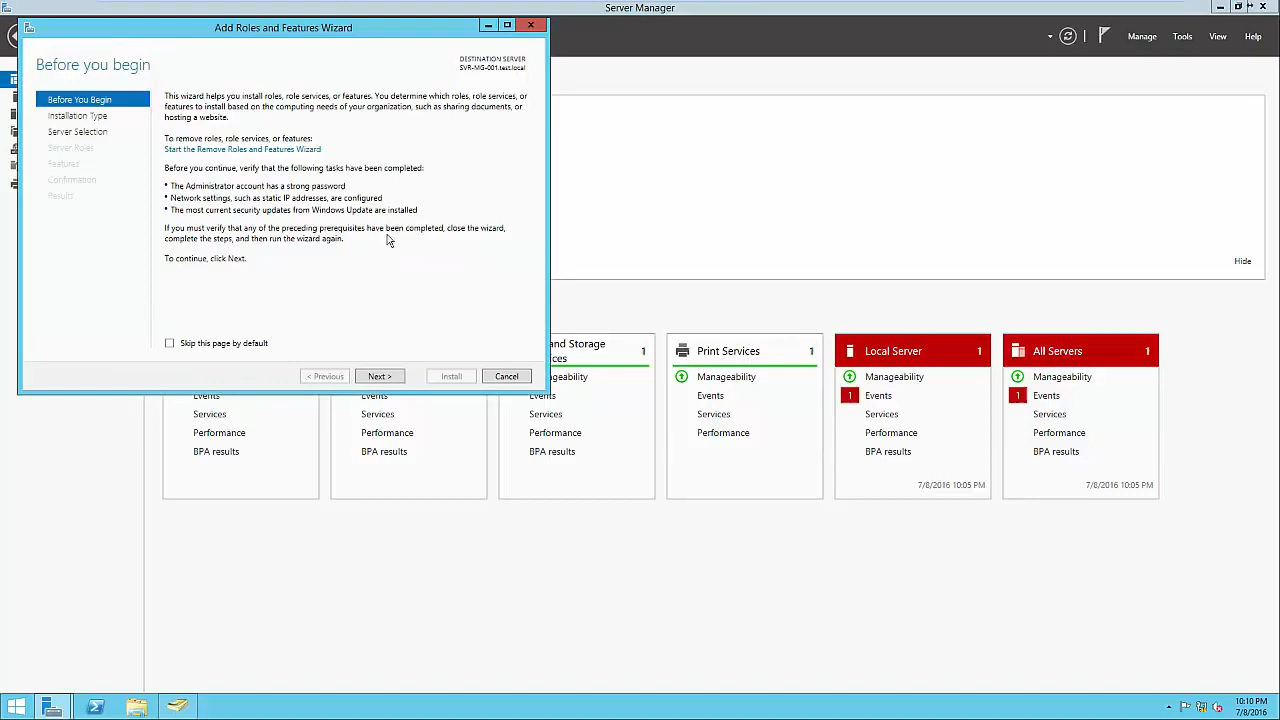 Server Manager
Manage
Tools
View
Help
Add Roles and Features Wizard
Before you begin
DESTINATION SERVER
SVR-MG-001.test.local
Before You Begin
Installation Type
Server Selection
Server Roles
Features
Confirmation
Results
This wizard helps you install roles, role services, or features. You determine which roles, role services, or
features to install based on the computing needs of your organization, such as sharing documents, or
hosting a website.
To remove roles, role services, or features:
Start the Remove Roles and Features Wizard
Before you continue, verify that the following tasks have been completed:
• The Administrator account has a strong password
• Network settings, such as static IP addresses, are configured
• The most current security updates from Windows Update are installed
If you must verify that any of the preceding prerequisites have been completed, close the wizard,
complete the steps, and then run the wizard again.
To continue, click Next.
Skip this page by default
< Previous
Next >
Install
Cancel
Hide
Events
Services
Performance
BPA results
Events
Services
Performance
BPA results
and Storage
1
Events
Services
Performance
BPA results
Print Services
1
Manageability
Events
Services
Performance
Local Server
1
Manageability
1
Events
Services
Performance
BPA results
7/8/2016 10:05 PM
All Servers
1
Manageability
1
Events
Services
Performance
BPA results
7/8/2016 10:05 PM
10:10 PM
7/8/2016